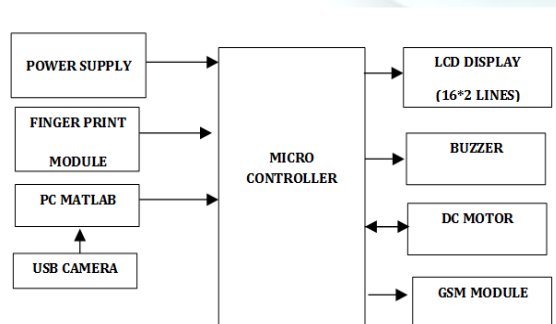 POWER SUPPLY
FINGER PRINT
MODULE
PC MATLAB
USB CAMERA
MICRO
CONTROLLER
LCD DISPLAY
(16*2 LINES)
BUZZER
DC MOTOR
GSM MODULE